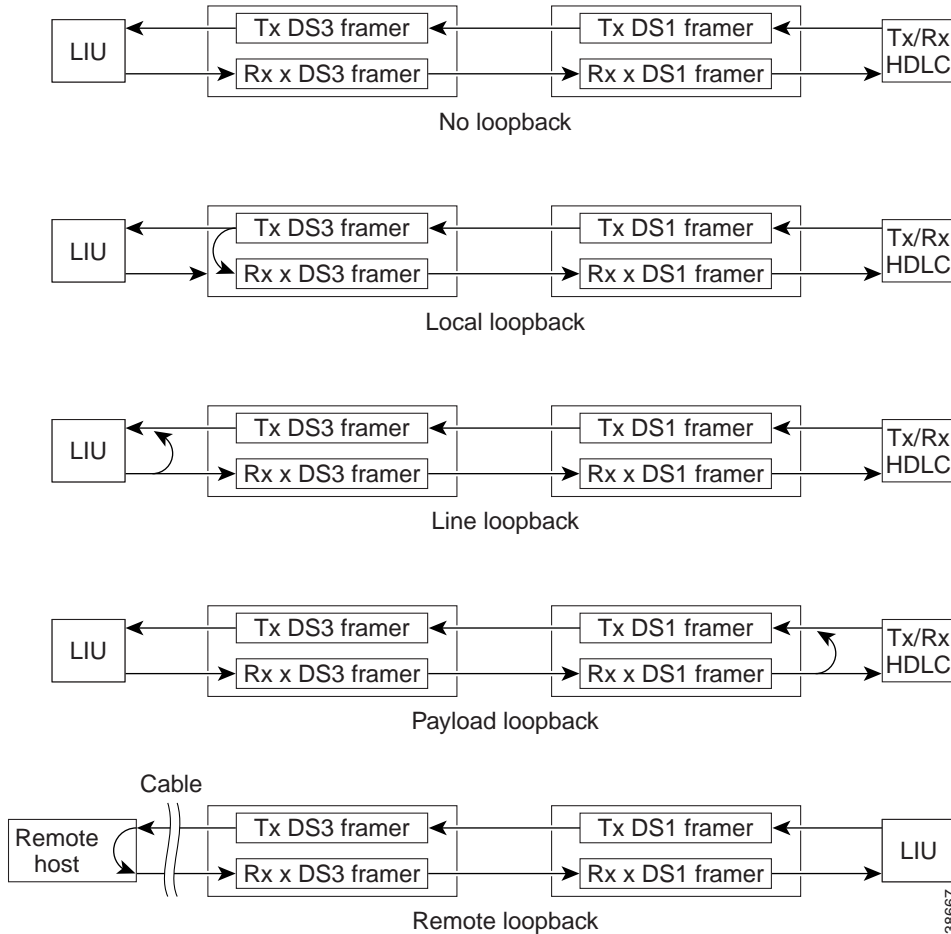 Tx DS3 framer
Tx DS1 framer
LIU
Tx/Rx
HDLC
Rx x DS3 framer
Rx x DS1 framer
No loopback
Tx DS3 framer
Tx DS1 framer
LIU
Tx/Rx
HDLC
Rx x DS3 framer
Rx x DS1 framer
Local loopback
Tx DS3 framer
Tx DS1 framer
LIU
Tx/Rx
HDLC
Rx x DS3 framer
Rx x DS1 framer
Line loopback
Tx DS3 framer
Tx DS1 framer
LIU
Tx/Rx
HDLC
Rx x DS3 framer
Rx x DS1 framer
Payload loopback
Cable
Remote
host
Tx DS3 framer
Tx DS1 framer
LIU
Rx x DS3 framer
Rx x DS1 framer
Remote loopback